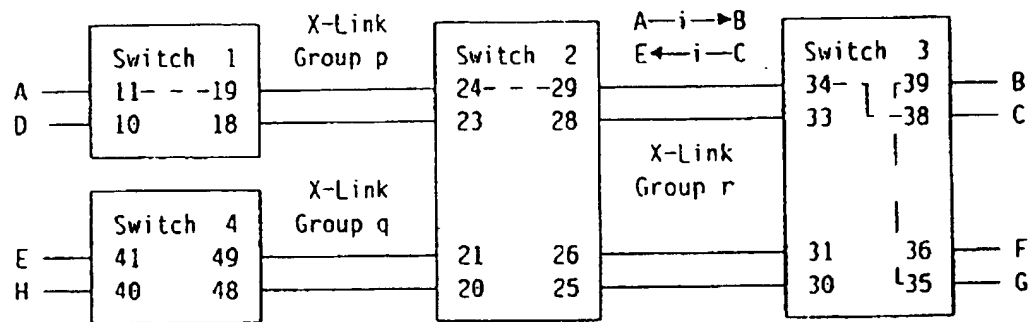 X-Link
Group p
A—i—►B
E◄—i—C
Switch 1
11- - -19
10 18
Switch 2
24- - -29
23 28
21 26
20 25
Switch 3
34- 39
33 -38
31 36
30 35
A
D
B
C
X-Link
Group q
X-Link
Group r
Switch 4
41 49
40 48
E
H
F
G